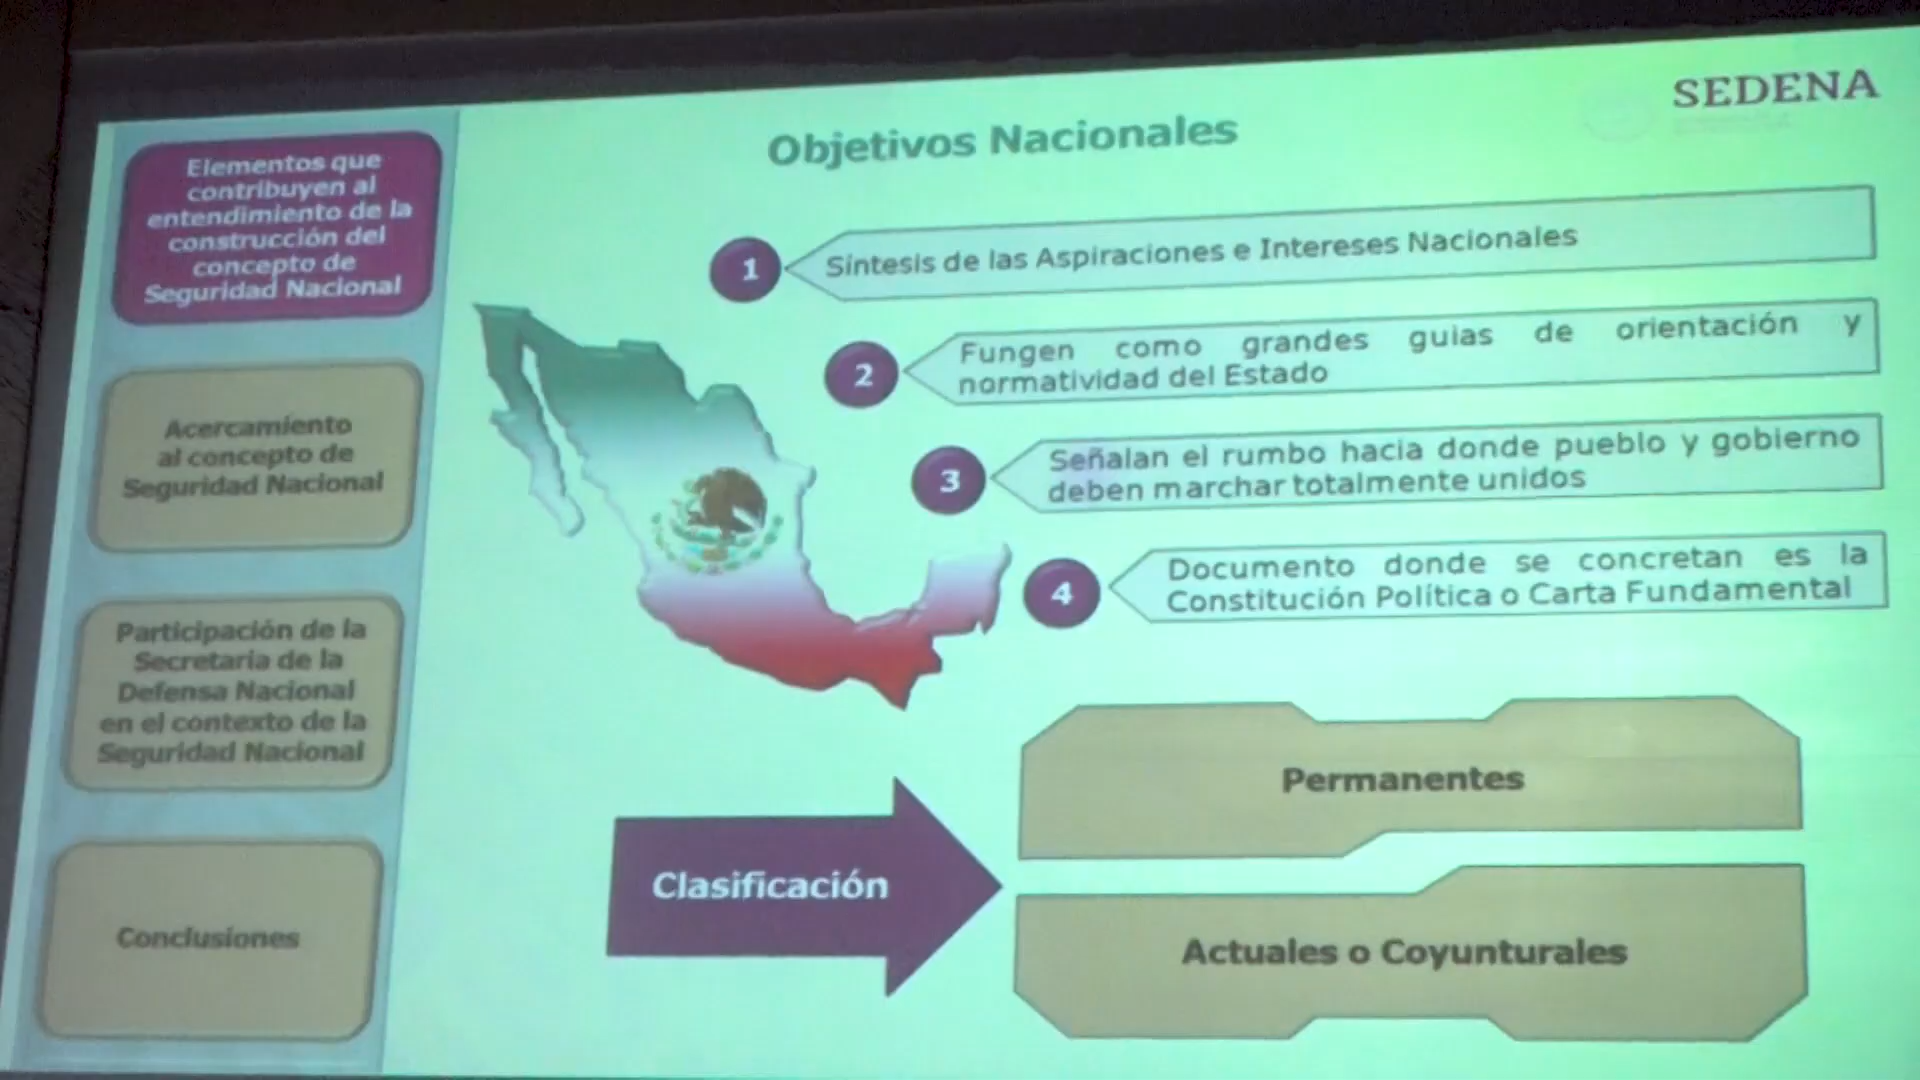 SEDENA
Objetivos Nacionales
Elementos que
contribuyen al
entendimiento de la
construcción del
concepto de
Seguridad Nacional
Acercamiento
al concepto de
Seguridad Nacional
Participación de la
Secretaria de la
Defensa Nacional
en el contexto de la
Seguridad Nacional
Conclusiones
1
Síntesis de las Aspiraciones e Intereses Nacionales
2
Fungen como grandes guias de orientación y
normatividad del Estado
3
Señalan el rumbo hacia donde pueblo y gobierno
deben marchar totalmente unidos
4
Documento donde se concretan es la
Constitución Política o Carta Fundamental
Clasificación
Permanentes
Actuales o Coyunturales